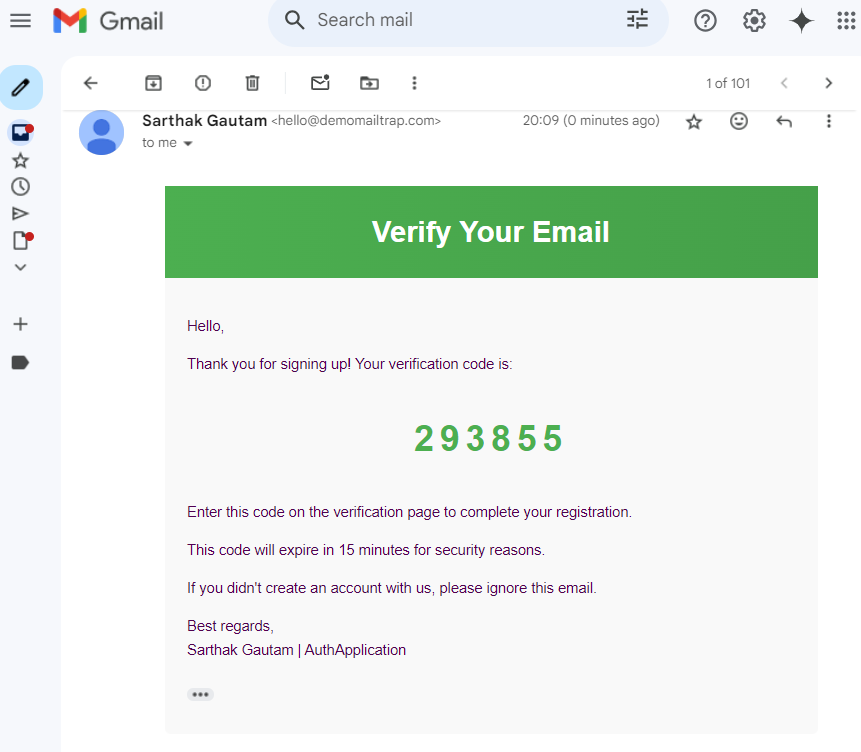 Gmail
Search mail
1 of 101
Sarthak Gautam <hello@demomailtrap.com>
20:09 (0 minutes ago)
to me
Verify Your Email
Hello,
Thank you for signing up! Your verification code is:
293855
Enter this code on the verification page to complete your registration.
This code will expire in 15 minutes for security reasons.
If you didn't create an account with us, please ignore this email.
Best regards,
Sarthak Gautam | AuthApplication